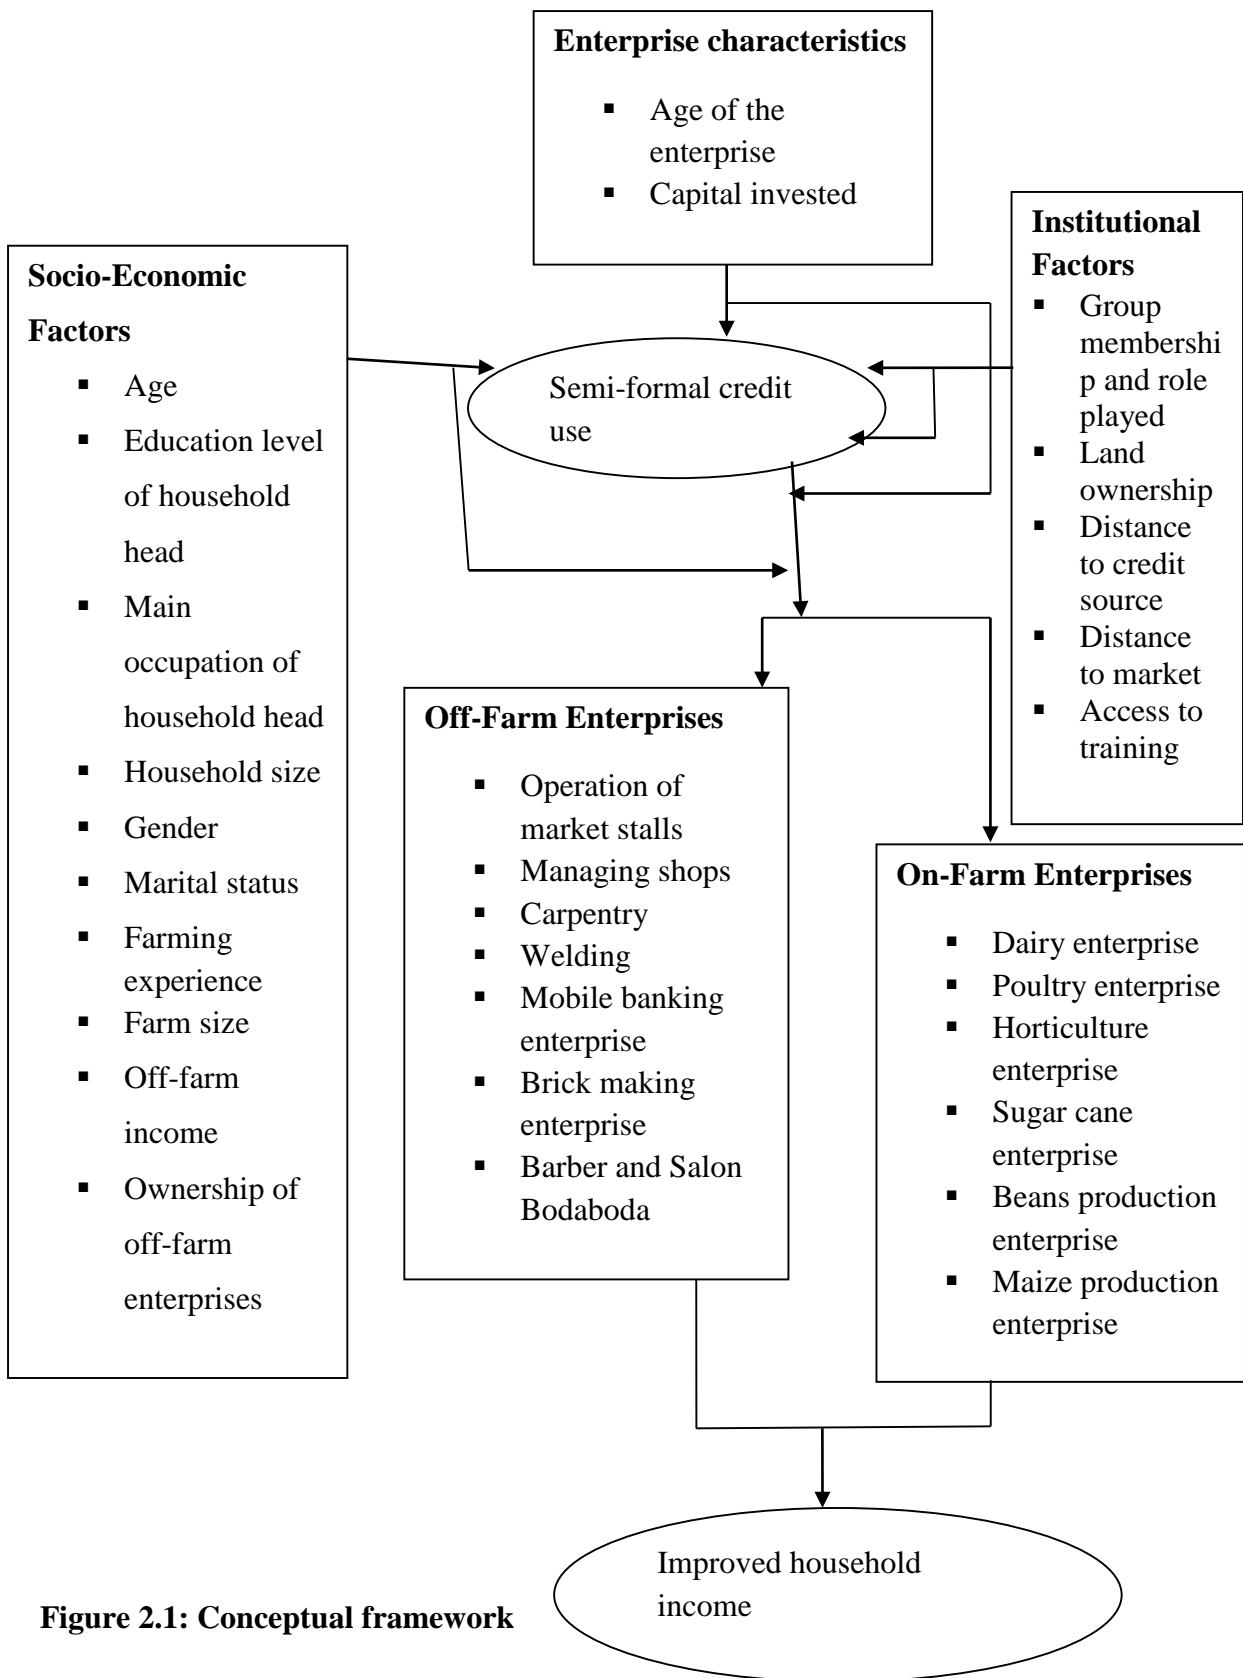 Enterprise characteristics
▪ Age of the
enterprise
▪ Capital invested
Institutional
Factors
▪ Group
membershi
p and role
played
▪ Land
ownership
▪ Distance
to credit
source
▪ Distance
to market
▪ Access to
training
Socio-Economic
Factors
▪ Age
▪ Education level
of household
head
▪ Main
occupation of
household head
▪ Household size
▪ Gender
▪ Marital status
▪ Farming
experience
▪ Farm size
▪ Off-farm
income
▪ Ownership of
off-farm
enterprises
Semi-formal credit
use
Off-Farm Enterprises
▪ Operation of
market stalls
▪ Managing shops
▪ Carpentry
▪ Welding
▪ Mobile banking
enterprise
▪ Brick making
enterprise
▪ Barber and Salon
Bodaboda
On-Farm Enterprises
▪ Dairy enterprise
▪ Poultry enterprise
▪ Horticulture
enterprise
▪ Sugar cane
enterprise
▪ Beans production
enterprise
▪ Maize production
enterprise
Improved household
income
Figure 2.1: Conceptual framework